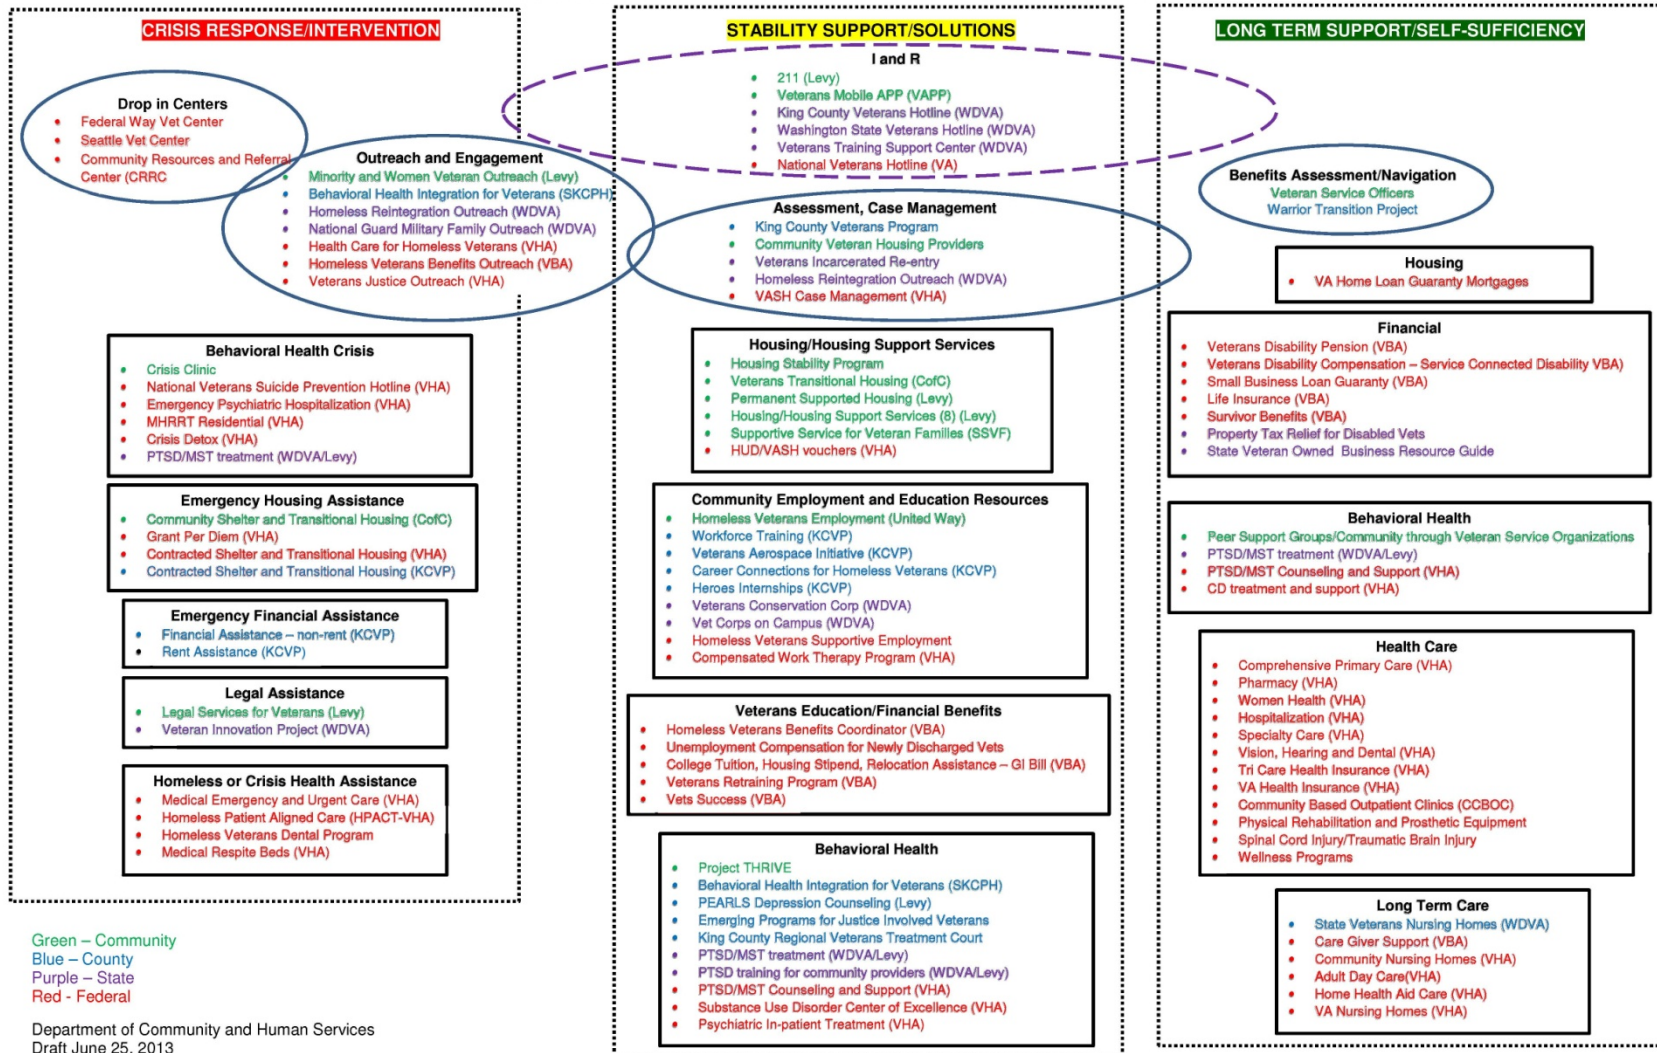 CRISIS RESPONSE/INTERVENTION
Drop in Centers
Federal Way Vet Center
Seattle Vet Center
Community Resources and Referral
Center (CRRC
Outreach and Engagement
Minority and Women Veteran Outreach (Levy)
Behavioral Health Integration for Veterans (SKCPH)
Homeless Reintegration Outreach (WDVA)
National Guard Military Family Outreach (WDVA)
Health Care for Homeless Veterans (VHA)
Homeless Veterans Benefits Outreach (VBA)
Veterans Justice Outreach (VHA)
Behavioral Health Crisis
Crisis Clinic
National Veterans Suicide Prevention Hotline (VHA)
Emergency Psychiatric Hospitalization (VHA)
MHRRT Residential (VHA)
Crisis Detox (VHA)
PTSD/MST treatment (WDVA/Levy)
Emergency Housing Assistance
Community Shelter and Transitional Housing (CofC)
Grant Per Diem (VHA)
Contracted Shelter and Transitional Housing (VHA)
Contracted Shelter and Transitional Housing (KCVP)
Emergency Financial Assistance
Financial Assistance – non-rent (KCVP)
Rent Assistance (KCVP)
Legal Assistance
Legal Services for Veterans (Levy)
Veteran Innovation Project (WDVA)
Homeless or Crisis Health Assistance
Medical Emergency and Urgent Care (VHA)
Homeless Patient Aligned Care (HPACT-VHA)
Homeless Veterans Dental Program
Medical Respite Beds (VHA)
STABILITY SUPPORT/SOLUTIONS
I and R
211 (Levy)
Veterans Mobile APP (VAPP)
King County Veterans Hotline (WDVA)
Washington State Veterans Hotline (WDVA)
Veterans Training Support Center (WDVA)
National Veterans Hotline (VA)
Assessment, Case Management
King County Veterans Program
Community Veteran Housing Providers
Veterans Incarcerated Re-entry
Homeless Reintegration Outreach (WDVA)
VASH Case Management (VHA)
Housing/Housing Support Services
Housing Stability Program
Veterans Transitional Housing (CofC)
Permanent Supported Housing (Levy)
Housing/Housing Support Services (8) (Levy)
Supportive Service for Veteran Families (SSVF)
HUD/VASH vouchers (VHA)
Community Employment and Education Resources
Homeless Veterans Employment (United Way)
Workforce Training (KCVP)
Veterans Aerospace Initiative (KCVP)
Career Connections for Homeless Veterans (KCVP)
Heroes Internships (KCVP)
Veterans Conservation Corp (WDVA)
Vet Corps on Campus (WDVA)
Homeless Veterans Supportive Employment
Compensated Work Therapy Program (VHA)
Veterans Education/Financial Benefits
Homeless Veterans Benefits Coordinator (VBA)
Unemployment Compensation for Newly Discharged Vets
College Tuition, Housing Stipend, Relocation Assistance – GI Bill (VBA)
Veterans Retraining Program (VBA)
Vets Success (VBA)
Behavioral Health
Project THRIVE
Behavioral Health Integration for Veterans (SKCPH)
PEARLS Depression Counseling (Levy)
Emerging Programs for Justice Involved Veterans
King County Regional Veterans Treatment Court
PTSD/MST treatment (WDVA/Levy)
PTSD training for community providers (WDVA/Levy)
PTSD/MST Counseling and Support (VHA)
Substance Use Disorder Center of Excellence (VHA)
Psychiatric In-patient Treatment (VHA)
LONG TERM SUPPORT/SELF-SUFFICIENCY
Benefits Assessment/Navigation
Veteran Service Officers
Warrior Transition Project
Housing
VA Home Loan Guaranty Mortgages
Financial
Veterans Disability Pension (VBA)
Veterans Disability Compensation – Service Connected Disability VBA)
Small Business Loan Guaranty (VBA)
Life Insurance (VBA)
Survivor Benefits (VBA)
Property Tax Relief for Disabled Vets
State Veteran Owned Business Resource Guide
Behavioral Health
Peer Support Groups/Community through Veteran Service Organizations
PTSD/MST treatment (WDVA/Levy)
PTSD/MST Counseling and Support (VHA)
CD treatment and support (VHA)
Health Care
Comprehensive Primary Care (VHA)
Pharmacy (VHA)
Women Health (VHA)
Hospitalization (VHA)
Specialty Care (VHA)
Vision, Hearing and Dental (VHA)
Tri Care Health Insurance (VHA)
VA Health Insurance (VHA)
Community Based Outpatient Clinics (CCBOC)
Physical Rehabilitation and Prosthetic Equipment
Spinal Cord Injury/Traumatic Brain Injury
Wellness Programs
Long Term Care
State Veterans Nursing Homes (WDVA)
Care Giver Support (VBA)
Community Nursing Homes (VHA)
Adult Day Care(VHA)
Home Health Aid Care (VHA)
VA Nursing Homes (VHA)
Green – Community
Blue – County
Purple – State
Red - Federal
Department of Community and Human Services
Draft June 25, 2013